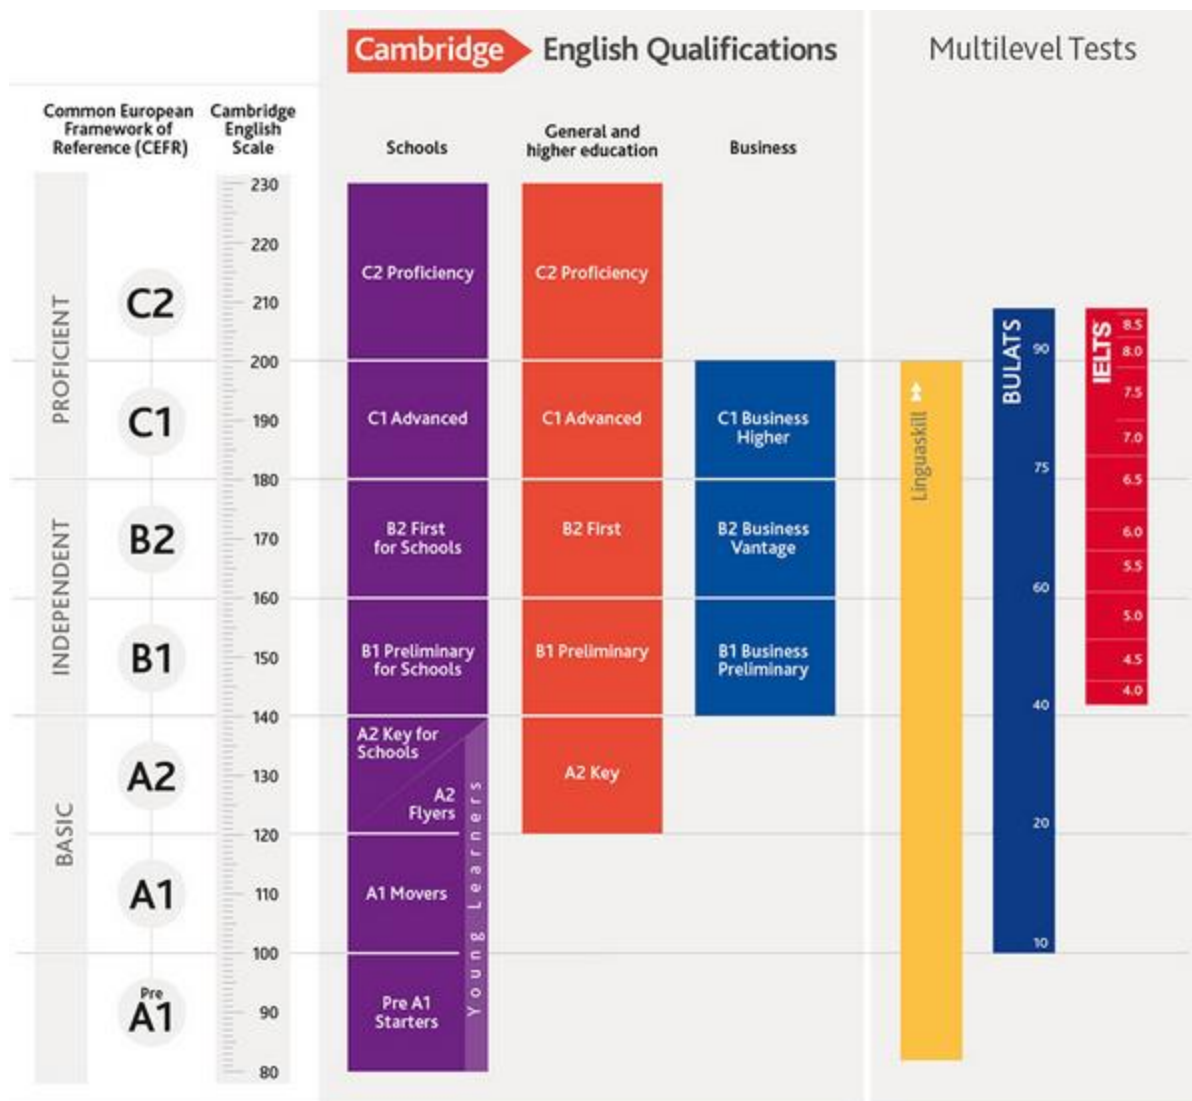 Cambridge English Qualifications
Multilevel Tests
Common European
Framework of
Reference (CEFR)
Cambridge
English
Scale
Schools
General and
higher education
Business
PROFICIENT
INDEPENDENT
BASIC
C2
C1
B2
B1
A2
A1
Pre
A1
230
220
210
200
190
180
170
160
150
140
130
120
110
100
90
80
C2 Proficiency
C1 Advanced
B2 First
for Schools
B1 Preliminary
for Schools
A2 Key for
Schools
A2
Flyers
A1 Movers
Pre A1
Starters
Young Learners
C2 Proficiency
C1 Advanced
B2 First
B1 Preliminary
A2 Key
C1 Business
Higher
B2 Business
Vantage
B1 Business
Preliminary
Linguaskill
BULATS
90
75
60
40
20
10
IELTS
8.5
8.0
7.5
7.0
6.5
6.0
5.5
5.0
4.5
4.0